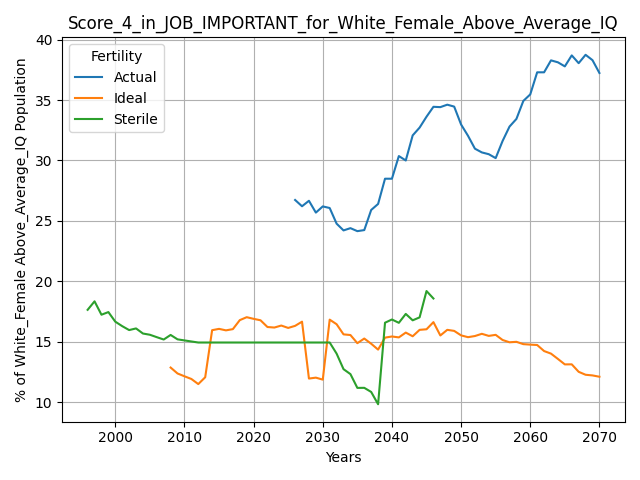 Score_4_in_JOB_IMPORTANT_for_White_Female_Above_Average_IQ
% of White_Female Above_Average_IQ Population
40
35
30
25
20
15
10
Fertility
Actual
Ideal
Sterile
2000 2010 2020 2030 2040 2050 2060 2070
Years